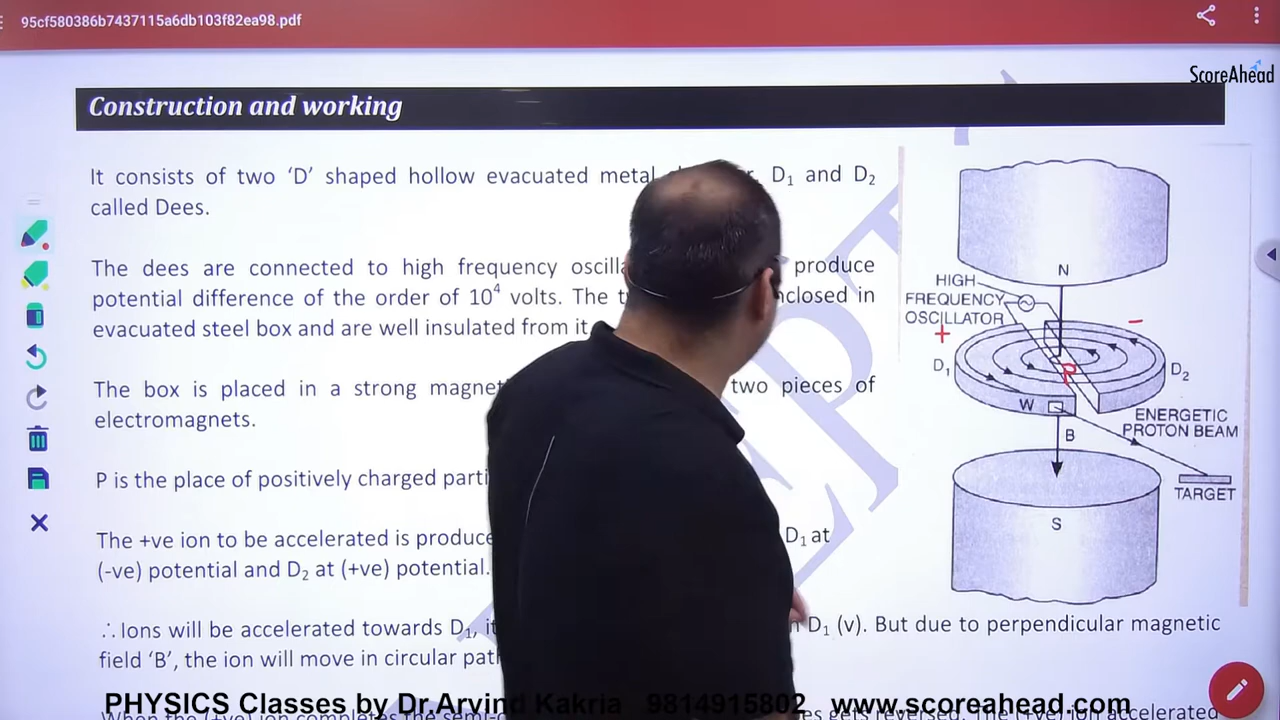 95cf580386b7437115a6db103f82ea98.pdf
ScoreAhead
Construction and working
It consists of two ‘D’ shaped hollow evacuated metal D₁ and D₂
called Dees.
The dees are connected to high frequency produce
potential difference of the order of 10⁴ volts. The in
evacuated steel box and are well insulated from it
The box is placed in a strong two pieces of
electromagnets.
P is the place of positively charged
The +ve ion to be accelerated is D₁ at
(-ve) potential and D₂ at (+ve) potential.
∴ Ions will be accelerated towards D₁, D₁ (v). But due to perpendicular magnetic
field ‘B’, the ion will move in circular
N
HIGH
FREQUENCY
OSCILLATOR
+
−
D₁
P
D₂
W
ENERGETIC
PROTON BEAM
B
TARGET
S
PHYSICS Classes by Dr.Arvind Kakria 9814915802 www.scoreahead.com